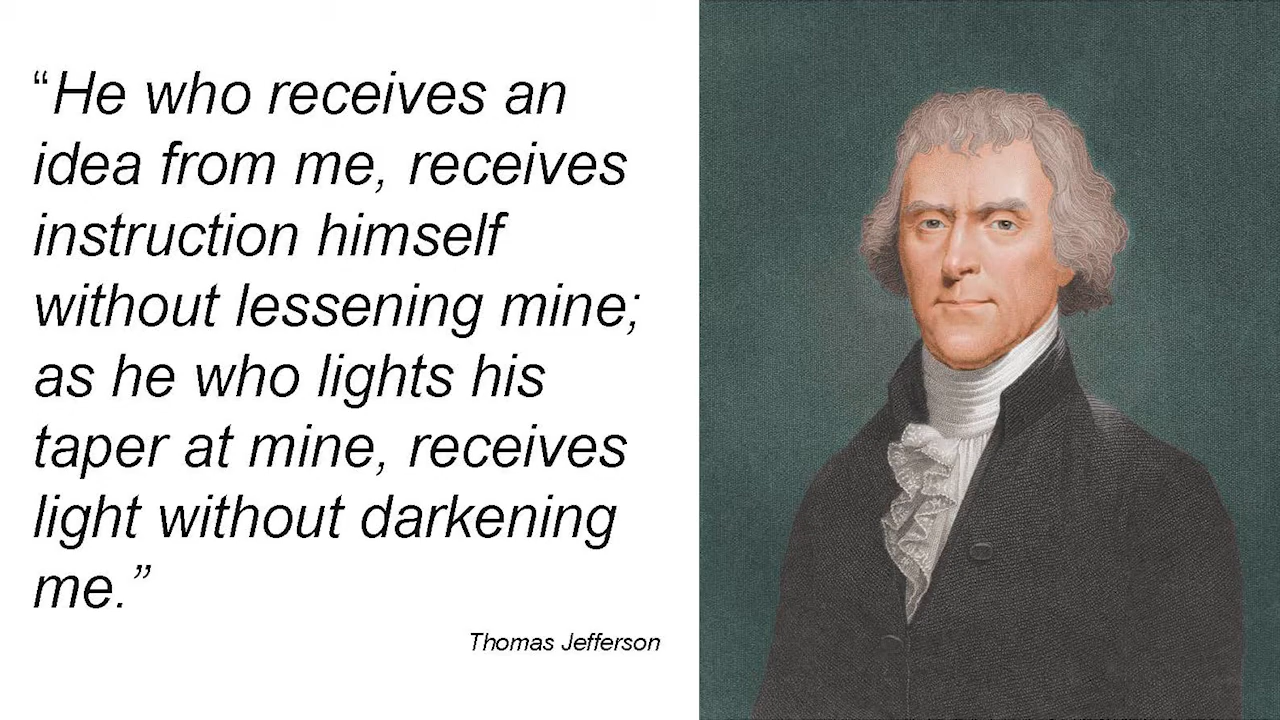 “He who receives an
idea from me, receives
instruction himself
without lessening mine;
as he who lights his
taper at mine, receives
light without darkening
me.”
Thomas Jefferson